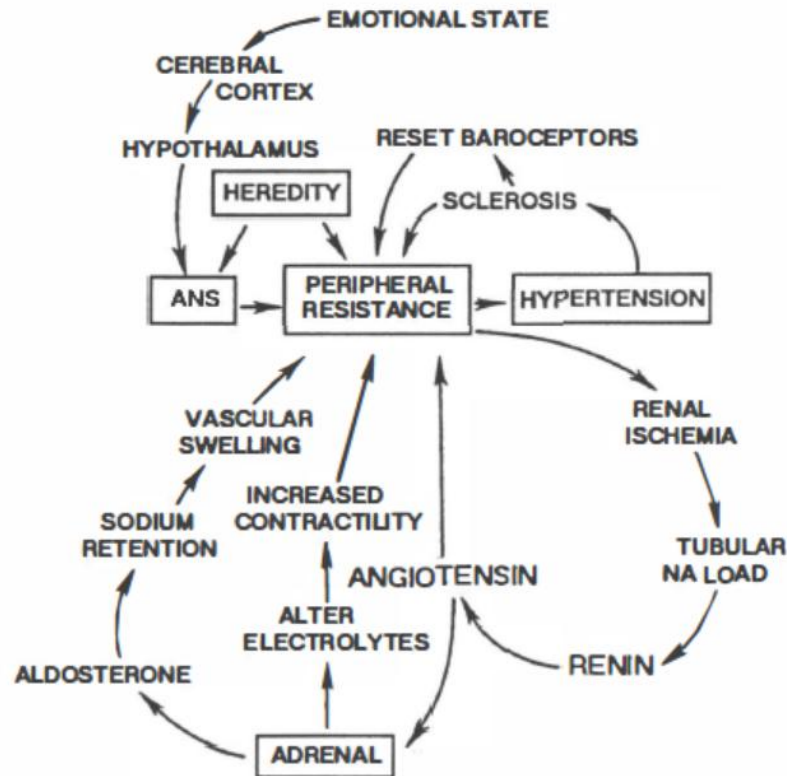 EMOTIONAL STATE
CEREBRAL
CORTEX
HYPOTHALAMUS
RESET BAROCEPTORS
HEREDITY
SCLEROSIS
ANS
PERIPHERAL
RESISTANCE
HYPERTENSION
VASCULAR
SWELLING
RENAL
ISCHEMIA
INCREASED
CONTRACTILITY
SODIUM
RETENTION
TUBULAR
NA LOAD
ANGIOTENSIN
ALTER
ELECTROLYTES
RENIN
ALDOSTERONE
ADRENAL